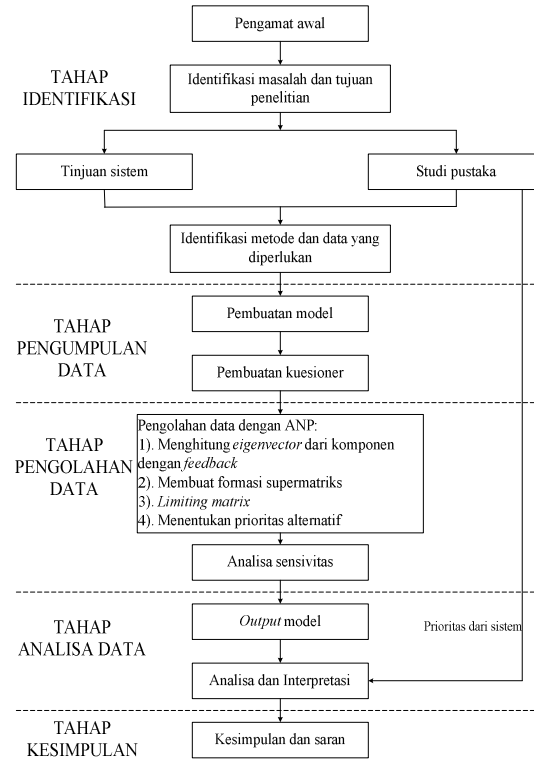 Pengamat awal
TAHAP
IDENTIFIKASI
Identifikasi masalah dan tujuan
penelitian
Tinjuan sistem
Studi pustaka
Identifikasi metode dan data yang
diperlukan
TAHAP
PENGUMPULAN
DATA
Pembuatan model
Pembuatan kuesioner
TAHAP
PENGOLAHAN
DATA
Pengolahan data dengan ANP:
1). Menghitung eigenvector dari komponen
dengan feedback
2). Membuat formasi supermatriks
3). Limiting matrix
4). Menentukan prioritas alternatif
Analisa sensivitas
TAHAP
ANALISA DATA
Output model
Prioritas dari sistem
Analisa dan Interpretasi
TAHAP
KESIMPULAN
Kesimpulan dan saran